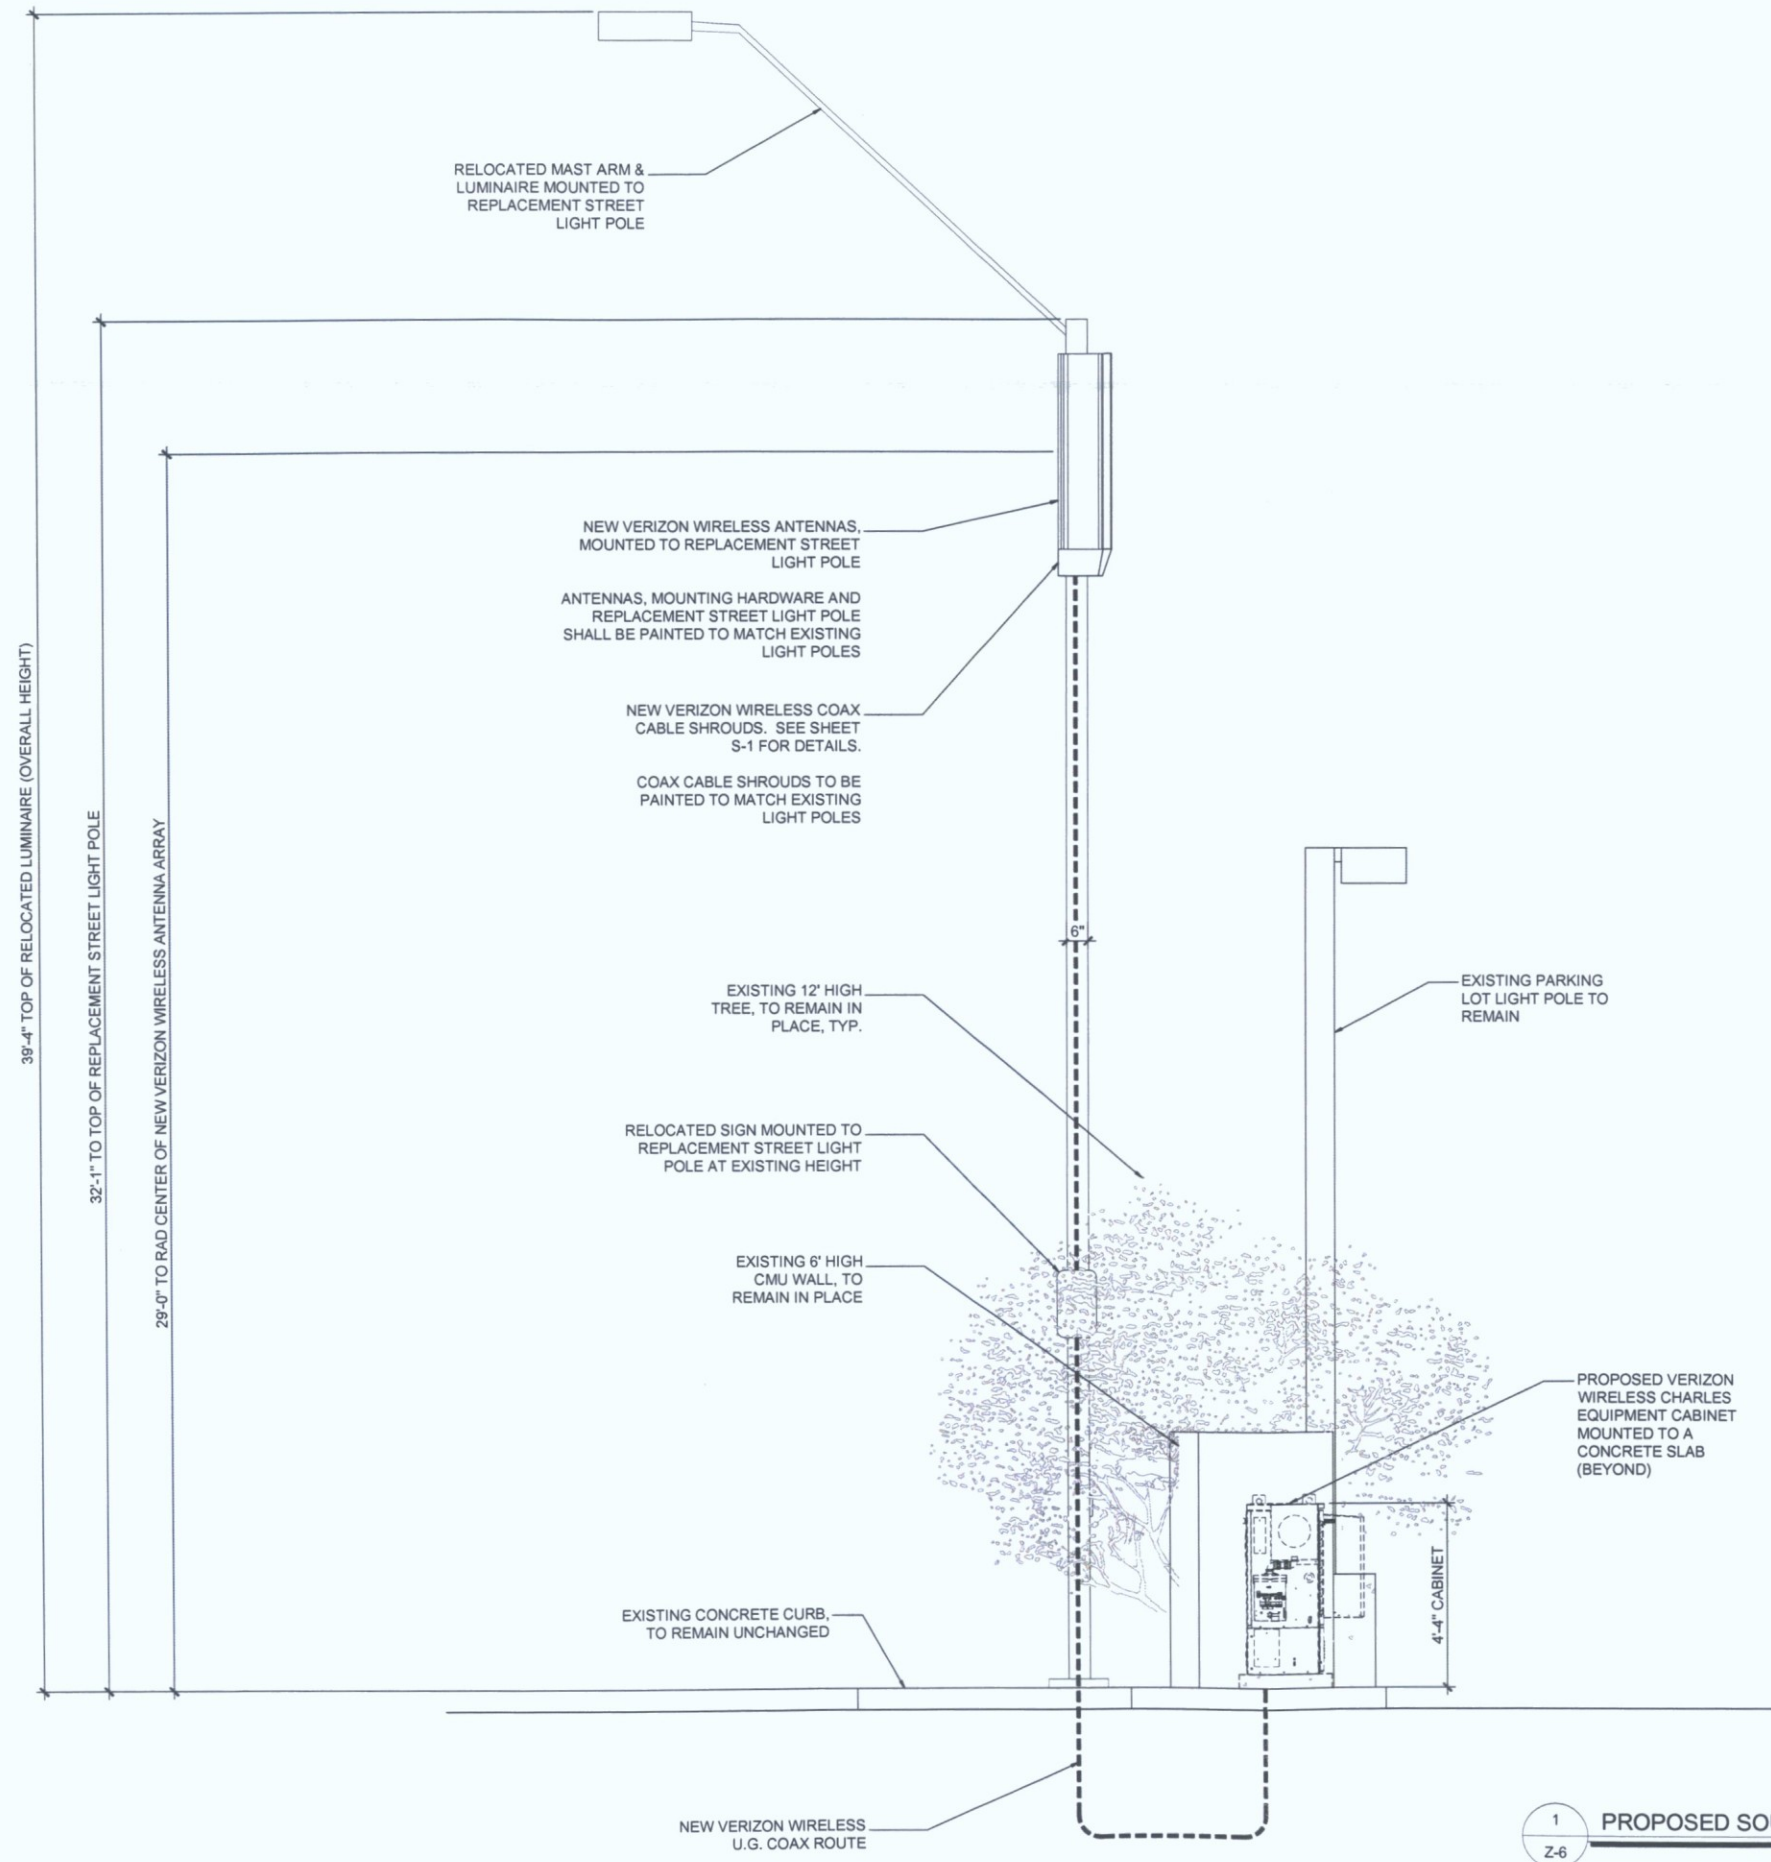 RELOCATED MAST ARM &
LUMINAIRE MOUNTED TO
REPLACEMENT STREET
LIGHT POLE
39'-4" TOP OF RELOCATED LUMINAIRE (OVERALL HEIGHT)
32'-1" TO TOP OF REPLACEMENT STREET LIGHT POLE
29'-0" TO RAD CENTER OF NEW VERIZON WIRELESS ANTENNA ARRAY
NEW VERIZON WIRELESS ANTENNAS,
MOUNTED TO REPLACEMENT STREET
LIGHT POLE
ANTENNAS, MOUNTING HARDWARE AND
REPLACEMENT STREET LIGHT POLE
SHALL BE PAINTED TO MATCH EXISTING
LIGHT POLES
NEW VERIZON WIRELESS COAX
CABLE SHROUDS. SEE SHEET
S-1 FOR DETAILS.
COAX CABLE SHROUDS TO BE
PAINTED TO MATCH EXISTING
LIGHT POLES
6"
EXISTING 12' HIGH
TREE, TO REMAIN IN
PLACE, TYP.
EXISTING PARKING
LOT LIGHT POLE TO
REMAIN
RELOCATED SIGN MOUNTED TO
REPLACEMENT STREET LIGHT
POLE AT EXISTING HEIGHT
EXISTING 6' HIGH
CMU WALL, TO
REMAIN IN PLACE
PROPOSED VERIZON
WIRELESS CHARLES
EQUIPMENT CABINET
MOUNTED TO A
CONCRETE SLAB
(BEYOND)
4'-4" CABINET
EXISTING CONCRETE CURB,
TO REMAIN UNCHANGED
NEW VERIZON WIRELESS
U.G. COAX ROUTE
1
Z-6
PROPOSED SOU